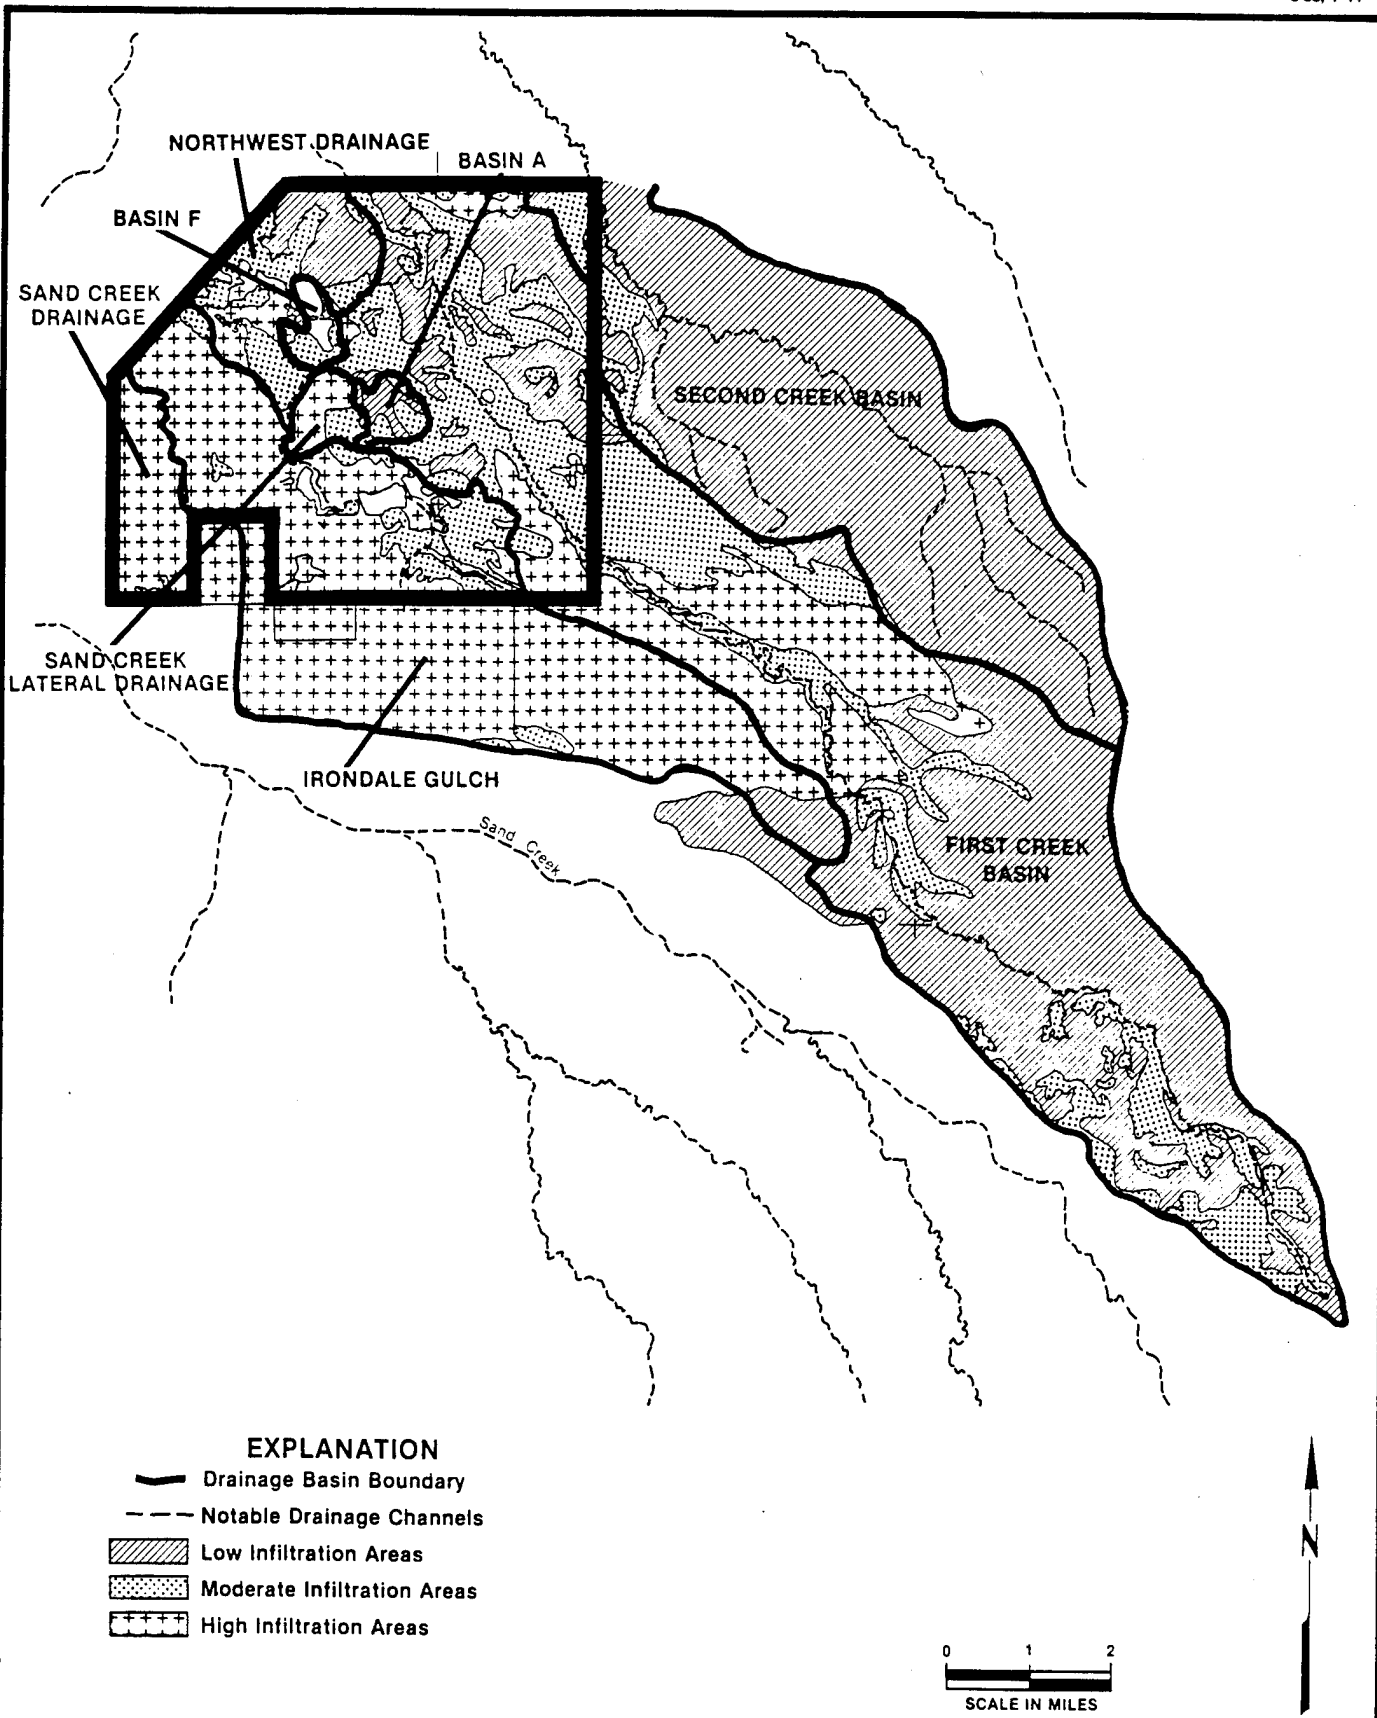 NORTHWEST DRAINAGE
BASIN A
BASIN F
SAND CREEK
DRAINAGE
SECOND CREEK BASIN
SAND CREEK
LATERAL DRAINAGE
IRONDALE GULCH
Sand Creek
FIRST CREEK
BASIN
EXPLANATION
Drainage Basin Boundary
Notable Drainage Channels
Low Infiltration Areas
Moderate Infiltration Areas
High Infiltration Areas
N
0 1 2
SCALE IN MILES